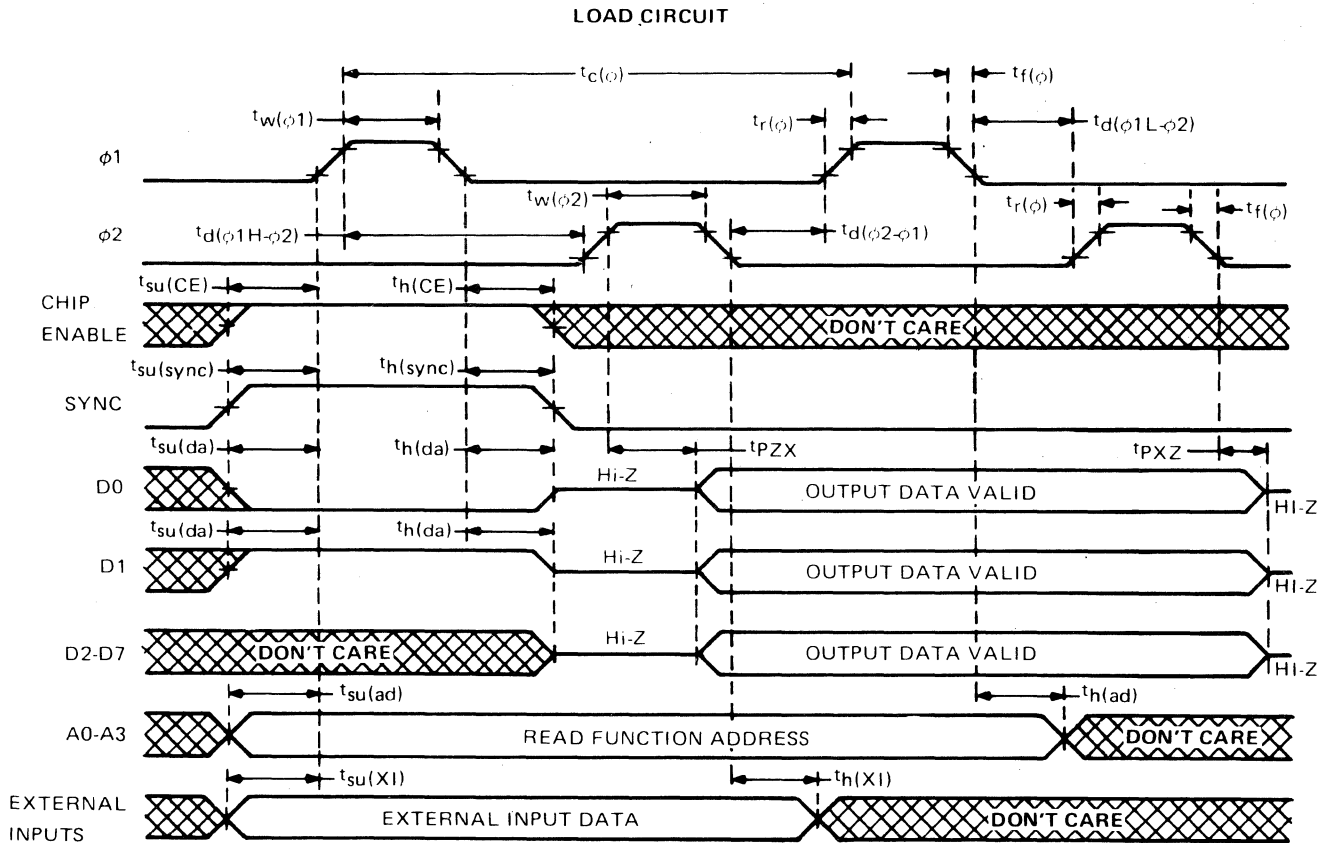 LOAD CIRCUIT
tc(ϕ)
tf(ϕ)
tw(ϕ1)
tr(ϕ)
td(ϕ1L-ϕ2)
ϕ1
tw(ϕ2)
tr(ϕ)
tf(ϕ)
ϕ2
td(ϕ1H-ϕ2)
td(ϕ2-ϕ1)
tsu(CE)
th(CE)
CHIP
ENABLE
DON'T CARE
tsu(sync)
th(sync)
SYNC
tsu(da)
th(da)
tPZX
tPXZ
D0
Hi-Z
OUTPUT DATA VALID
HI-Z
tsu(da)
th(da)
D1
Hi-Z
OUTPUT DATA VALID
HI-Z
D2-D7
DON'T CARE
Hi-Z
OUTPUT DATA VALID
HI-Z
tsu(ad)
th(ad)
A0-A3
READ FUNCTION ADDRESS
DON'T CARE
tsu(XI)
th(XI)
EXTERNAL
INPUTS
EXTERNAL INPUT DATA
DON'T CARE